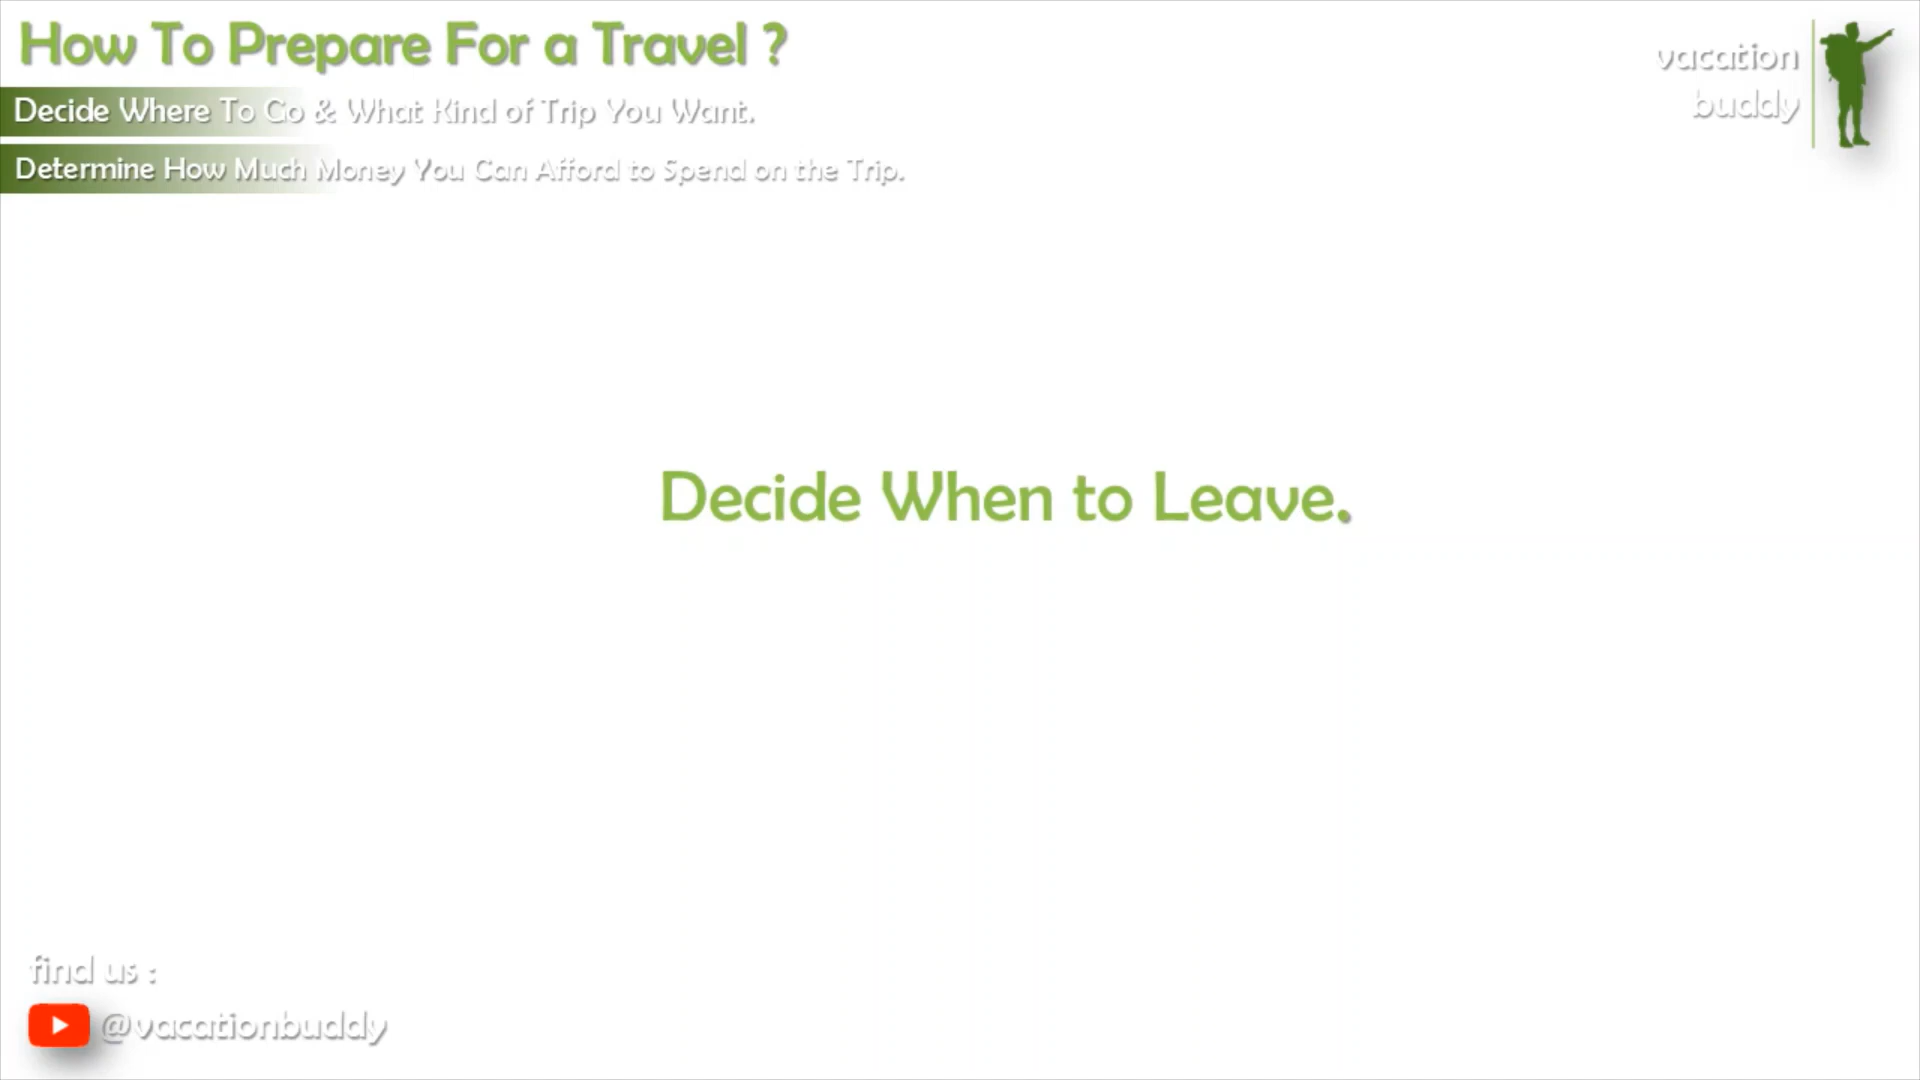 How To Prepare For a Travel ?
vacation
buddy
Decide Where To Go & What Kind of Trip You Want.
Determine How Much Money You Can Afford to Spend on the Trip.
Decide When to Leave.
find us :
@vacationbuddy